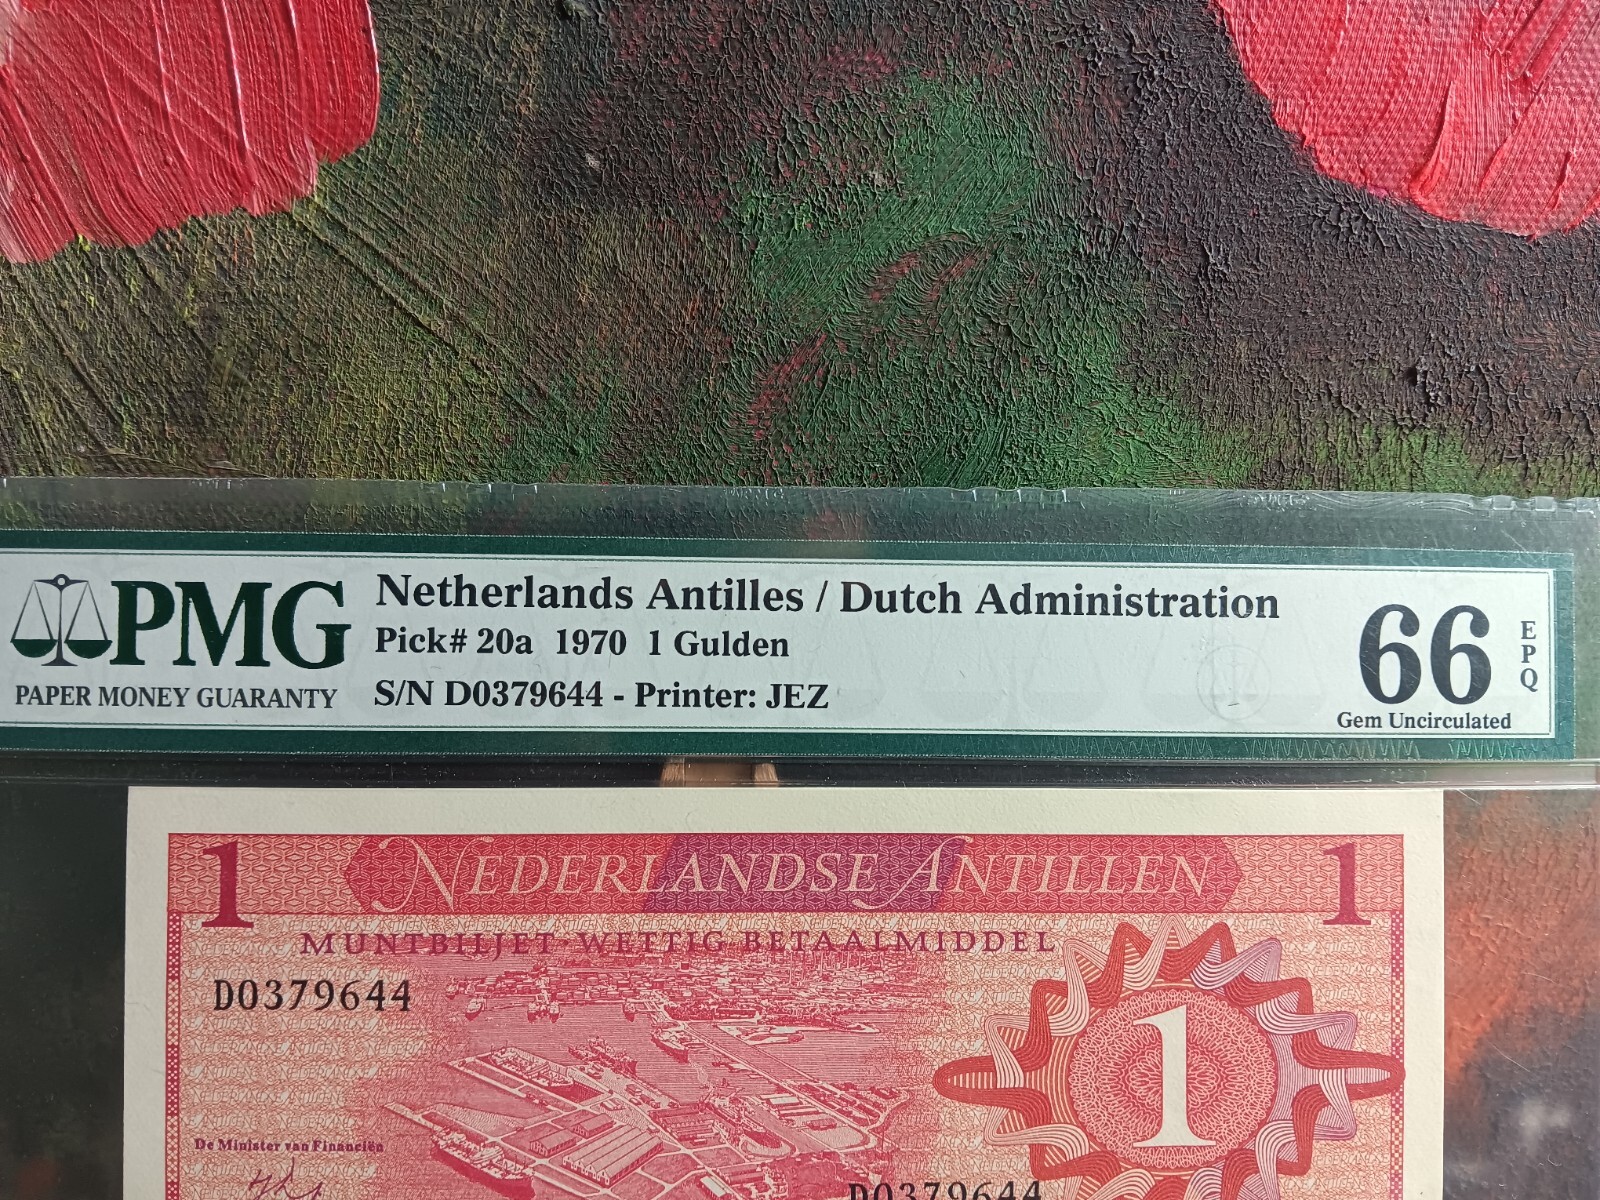 PMG
PAPER MONEY GUARANTY
Netherlands Antilles / Dutch Administration
Pick# 20a 1970 1 Gulden
S/N D0379644 - Printer: JEZ
66
EPQ
Gem Uncirculated
1 NEDERLANDSE ANTILLEN 1
MUNTBILJET·WETTIG BETAALMIDDEL
D0379644
1
De Minister van Financiën
D0379644